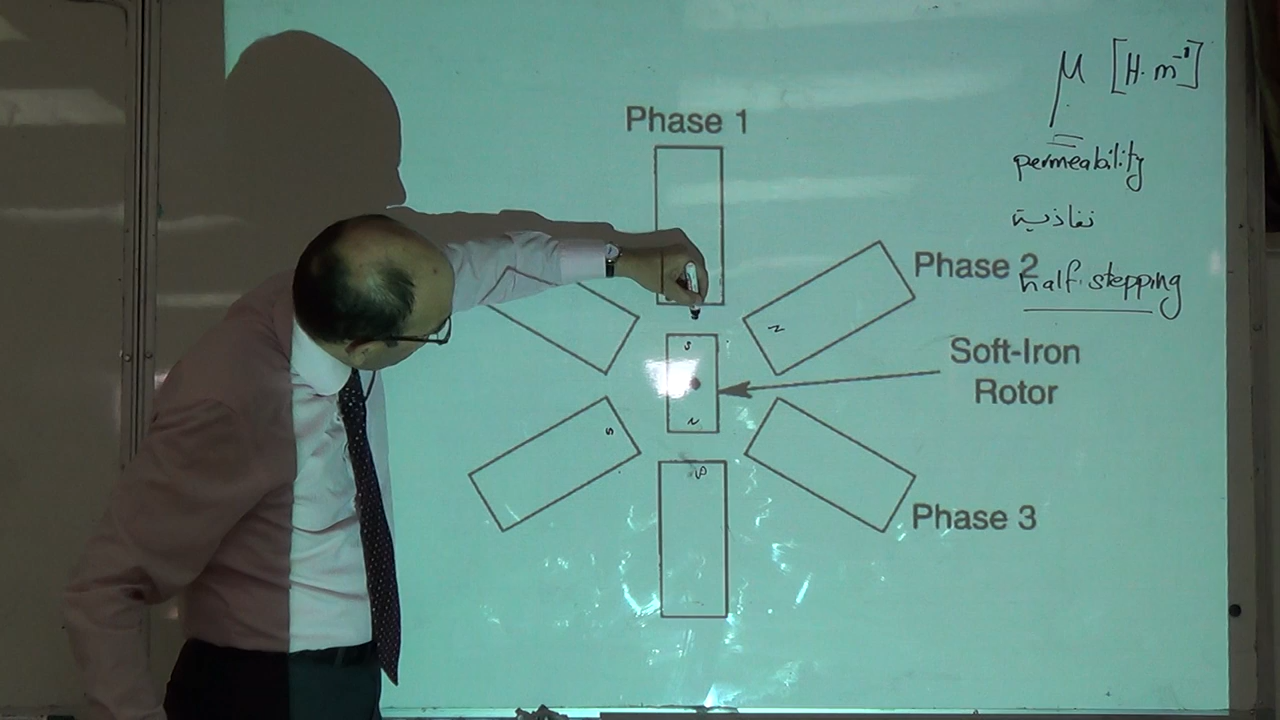 μ [H·m⁻¹]
permeability
نفاذية
half stepping
Phase 1
Phase 2
Soft-Iron
Rotor
Phase 3
N
S
N
S
S